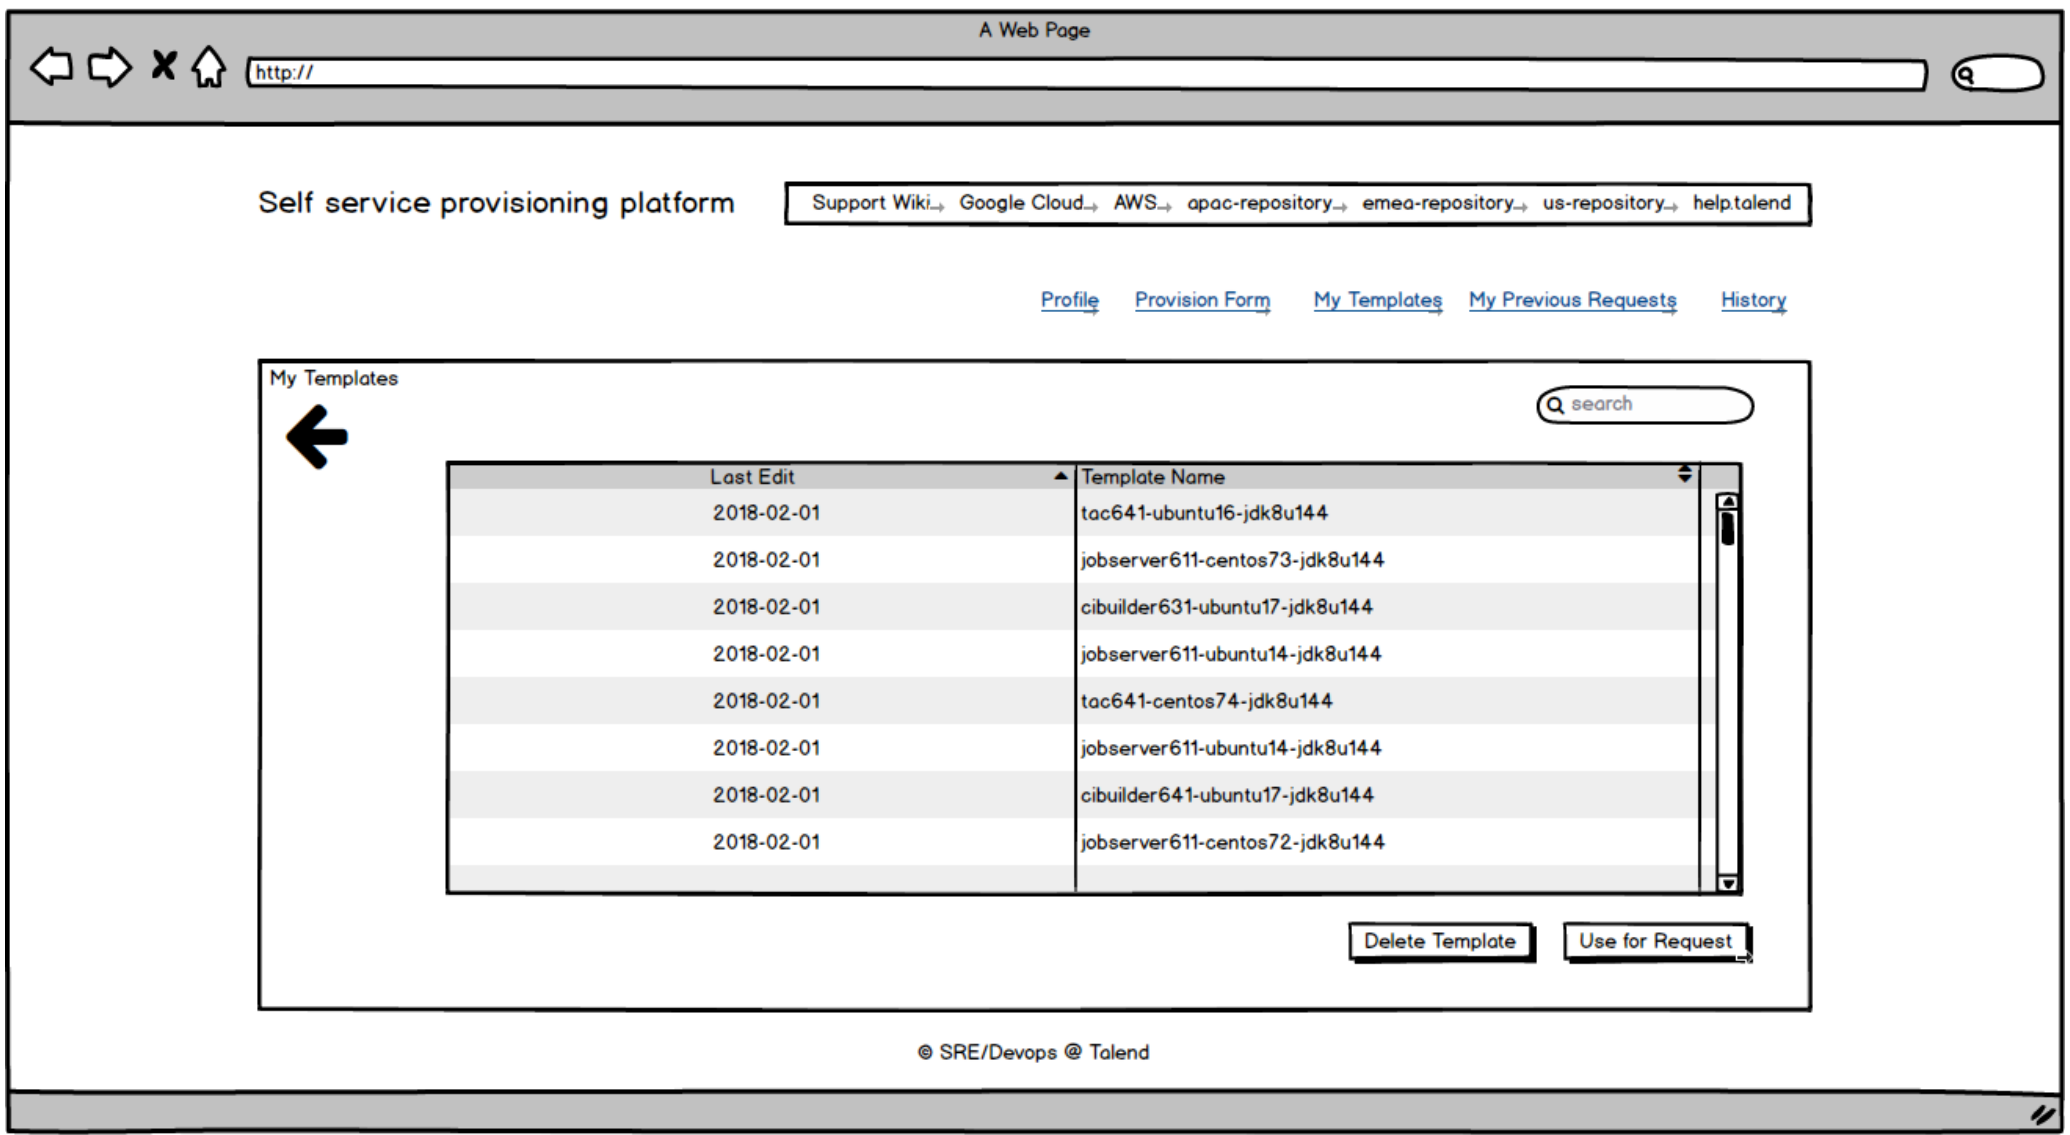 A Web Page
http://
Self service provisioning platform
Support Wiki Google Cloud AWS apac-repository emea-repository us-repository help.talend
Profile Provision Form My Templates My Previous Requests History
My Templates
search
Last Edit Template Name
2018-02-01 tac641-ubuntu16-jdk8u144
2018-02-01 jobserver611-centos73-jdk8u144
2018-02-01 cibuilder631-ubuntu17-jdk8u144
2018-02-01 jobserver611-ubuntu14-jdk8u144
2018-02-01 tac641-centos74-jdk8u144
2018-02-01 jobserver611-ubuntu14-jdk8u144
2018-02-01 cibuilder641-ubuntu17-jdk8u144
2018-02-01 jobserver611-centos72-jdk8u144
Delete Template Use for Request
© SRE/Devops @ Talend